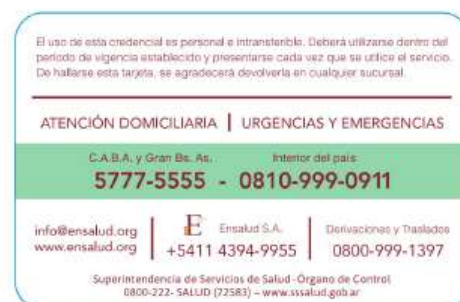 El uso de esta credencial es personal e intransferible. Deberá utilizarse dentro del
período de vigencia establecido y presentarse cada vez que se utilice el servicio.
De hallarse esta tarjeta, se agradecerá devolverla en cualquier sucursal.
ATENCIÓN DOMICILIARIA | URGENCIAS Y EMERGENCIAS
C.A.B.A. y Gran Bs. As. Interior del país
5777-5555 - 0810-999-0911
info@ensalud.org
www.ensalud.org
E Ensalud S.A.
+5411 4394-9955
Derivaciones y Traslados
0800-999-1397
Superintendencia de Servicios de Salud -Órgano de Control
0800-222- SALUD (72583) – www.sssalud.gob.ar